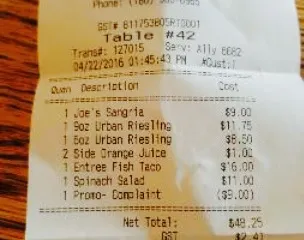 GST# 811753805RT0001
Table #42
Trans#: 127015 Serv: Ally 8682
04/22/2016 01:45:43 PM #Cust:1
Quan Description Cost
1 Joe's Sangria $9.00
1 9oz Urban Riesling $11.75
1 6oz Urban Riesling $8.50
2 Side Orange Juice $1.00
1 Entree Fish Taco $16.00
1 Spinach Salad $11.00
1 Promo- Complaint ($9.00)
Net Total: $48.25
GST $2.41